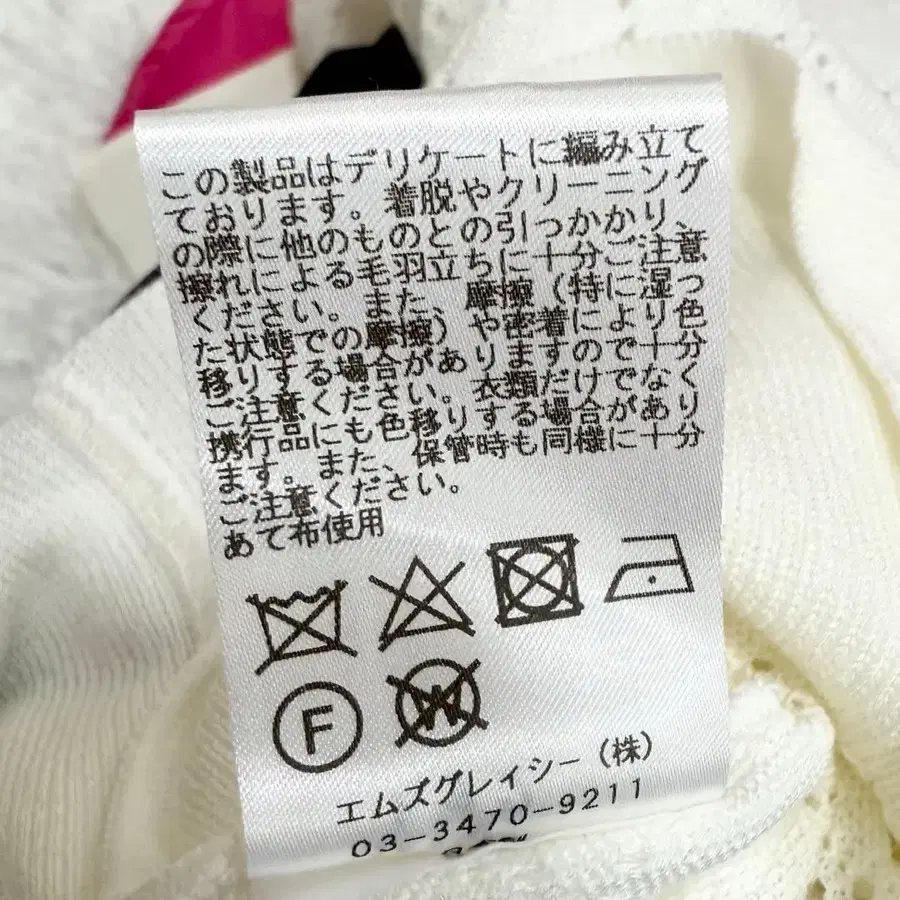 この製品はデリケートに編み立て
ております。着脱やクリーニング
の際に他のものとの引っかかり、
擦れによる毛羽立ちに十分ご注意
ください。また、摩擦(特に湿っ
た状態での摩擦)や密着により色
移りする場合がありますので十分
ご注意ください。衣類だけでなく
携行品にも色移りする場合があり
ます。また、保管時も同様に十分
ご注意ください。
あて布使用
F W
エムズグレイシー(株)
03-3470-9211